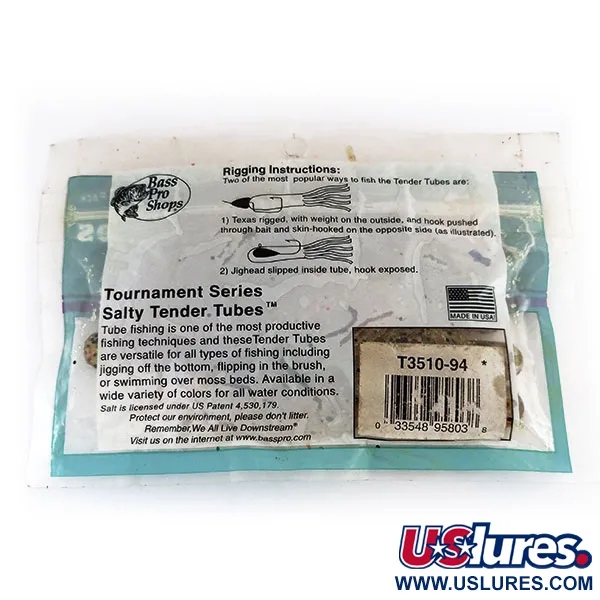 Bass
Pro
Shops
Rigging Instructions:
Two of the most popular ways to fish the Tender Tubes are:
1) Texas rigged, with weight on the outside, and hook pushed
through bait and skin-hooked on the opposite side (as illustrated).
2) Jighead slipped inside tube, hook exposed.
Tournament Series
Salty Tender Tubes™
Tube fishing is one of the most productive
fishing techniques and theseTender Tubes
are versatile for all types of fishing including
jigging off the bottom, flipping in the brush,
or swimming over moss beds. Available in a
wide variety of colors for all water conditions.
Salt is licensed under US Patent 4,530,179.
Protect our environment, please don't litter.
Remember,We All Live Downstream®
Visit us on the internet at www.basspro.com
MADE IN USA!
T3510-94 *
0 33548 95803 8
USlures.
WWW.USLURES.COM